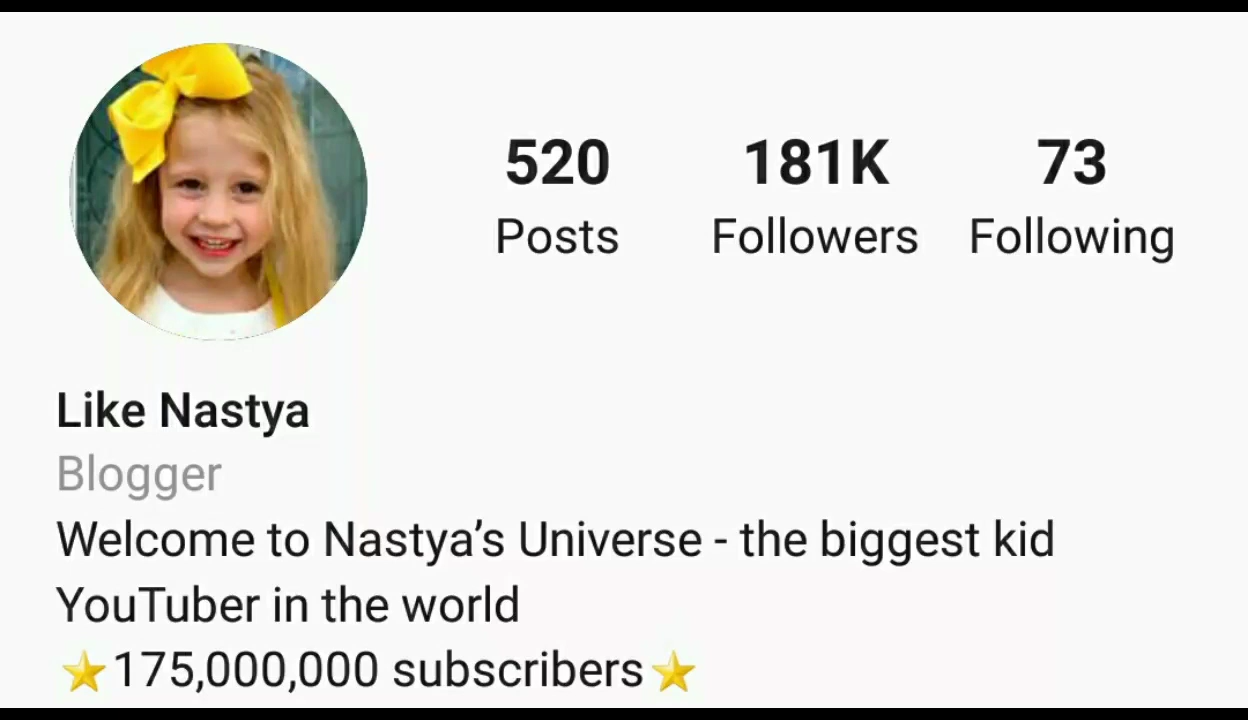 520 181K 73
Posts Followers Following
Like Nastya
Blogger
Welcome to Nastya’s Universe - the biggest kid
YouTuber in the world
⭐175,000,000 subscribers⭐